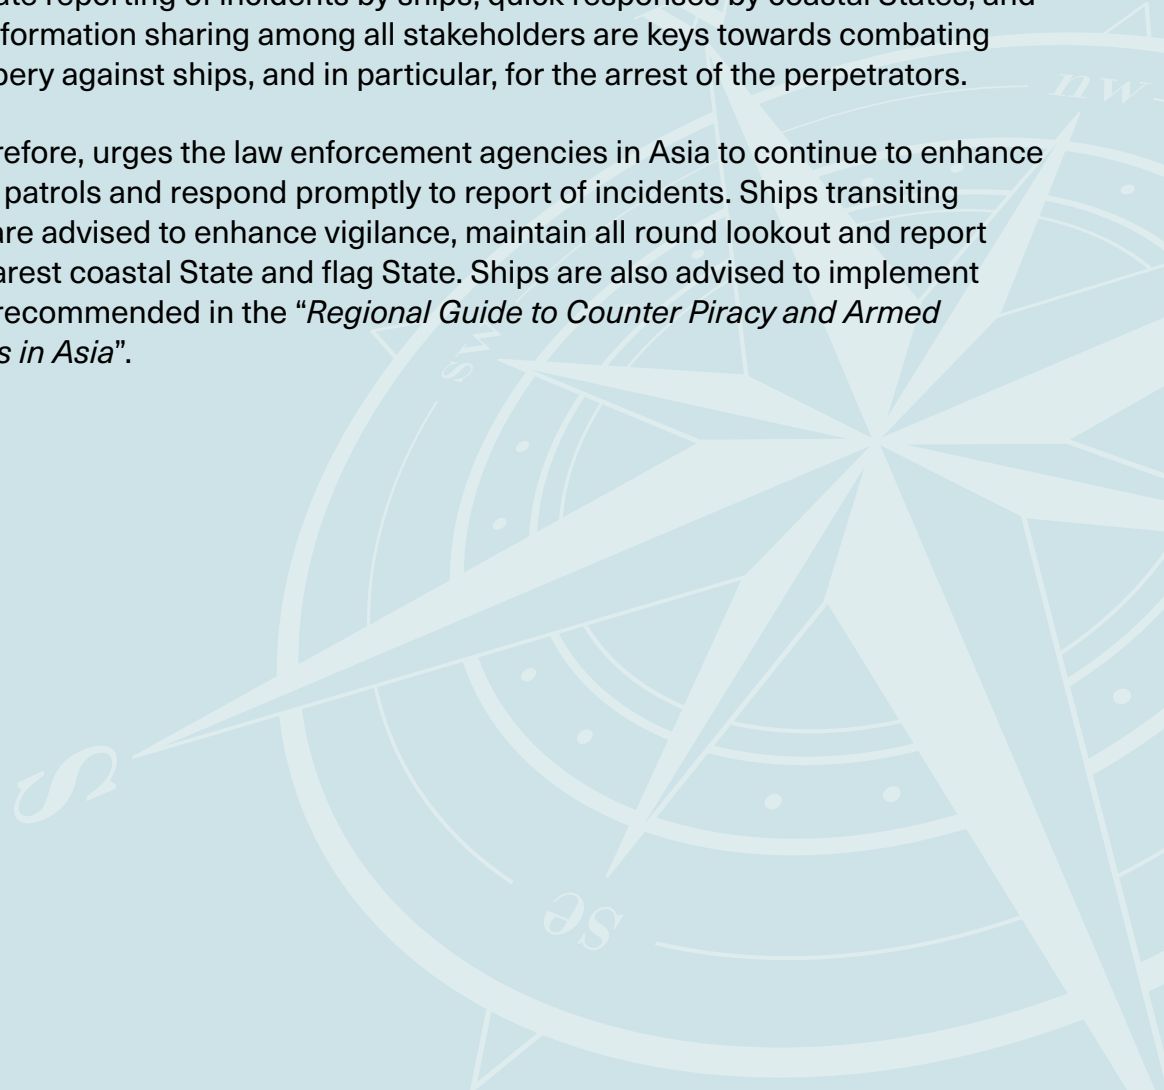 reporting of incidents by ships, quick responses by coastal States, and
formation sharing among all stakeholders are keys towards combating
bery against ships, and in particular, for the arrest of the perpetrators.
refore, urges the law enforcement agencies in Asia to continue to enhance
patrols and respond promptly to report of incidents. Ships transiting
are advised to enhance vigilance, maintain all round lookout and report
arest coastal State and flag State. Ships are also advised to implement
recommended in the “Regional Guide to Counter Piracy and Armed
s in Asia”.
nw
sw
S
se